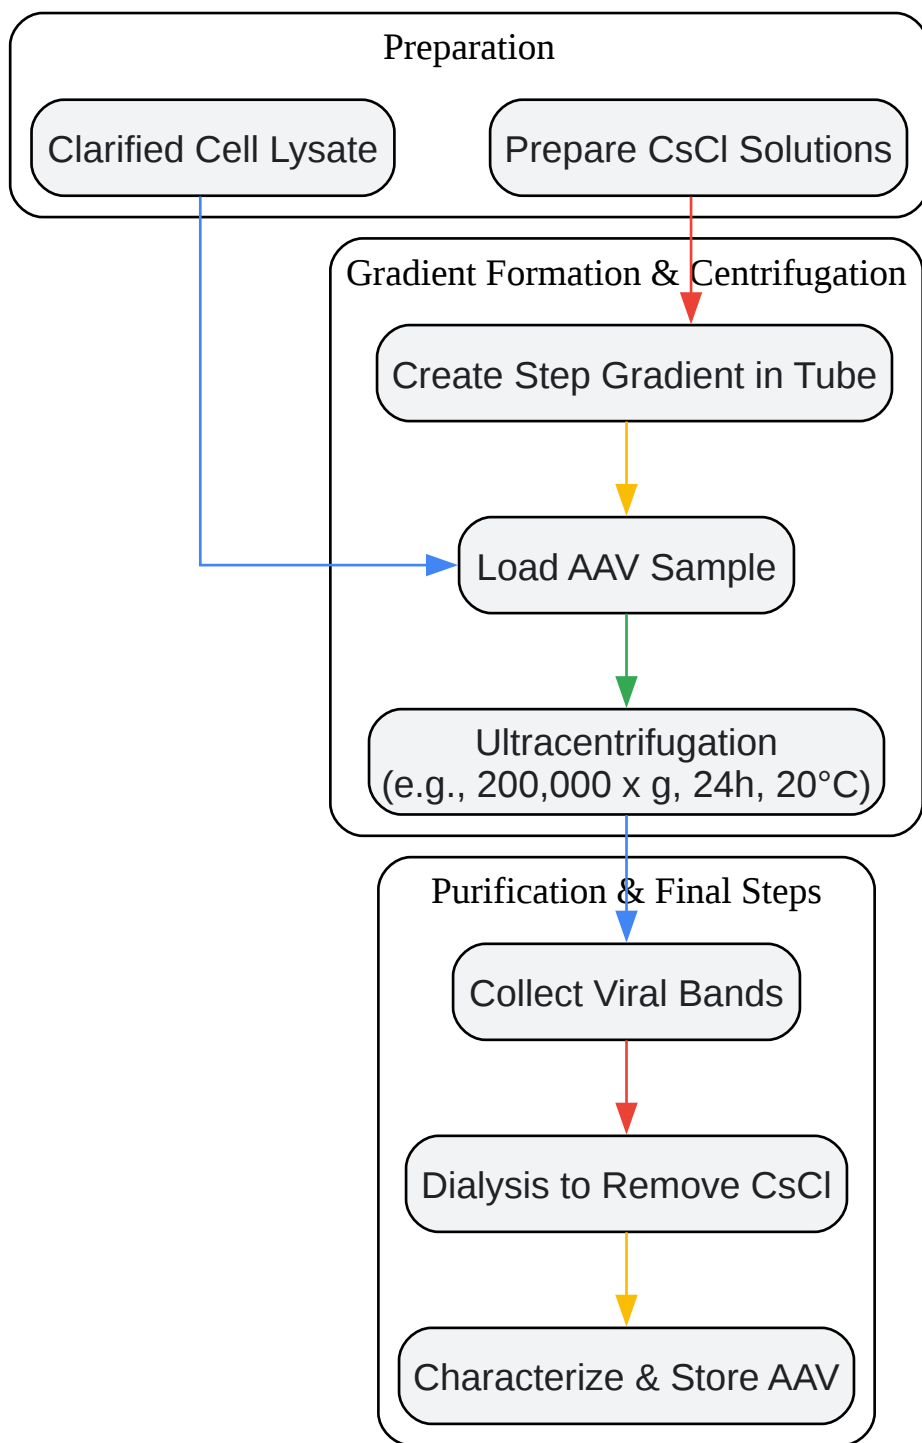 Preparation
Clarified Cell Lysate
Prepare CsCl Solutions
Gradient Formation & Centrifugation
Create Step Gradient in Tube
Load AAV Sample
Ultracentrifugation
(e.g., 200,000 x g, 24h, 20°C)
Purification & Final Steps
Collect Viral Bands
Dialysis to Remove CsCl
Characterize & Store AAV